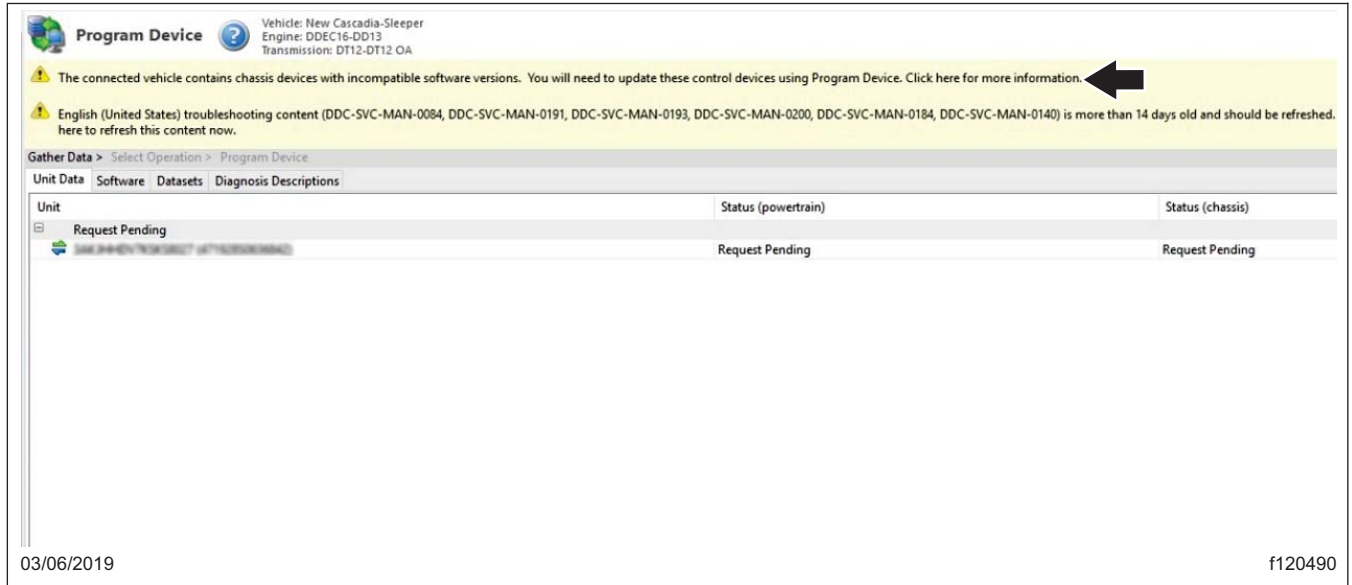 Program Device
Vehicle: New Cascadia-Sleeper
Engine: DDEC16-DD13
Transmission: DT12-DT12 OA
The connected vehicle contains chassis devices with incompatible software versions. You will need to update these control devices using Program Device. Click here for more information.
English (United States) troubleshooting content (DDC-SVC-MAN-0084, DDC-SVC-MAN-0191, DDC-SVC-MAN-0193, DDC-SVC-MAN-0200, DDC-SVC-MAN-0184, DDC-SVC-MAN-0140) is more than 14 days old and should be refreshed.
here to refresh this content now.
Gather Data > Select Operation > Program Device
Unit Data Software Datasets Diagnosis Descriptions
Unit Status (powertrain) Status (chassis)
Request Pending
Request Pending Request Pending
03/06/2019 f120490